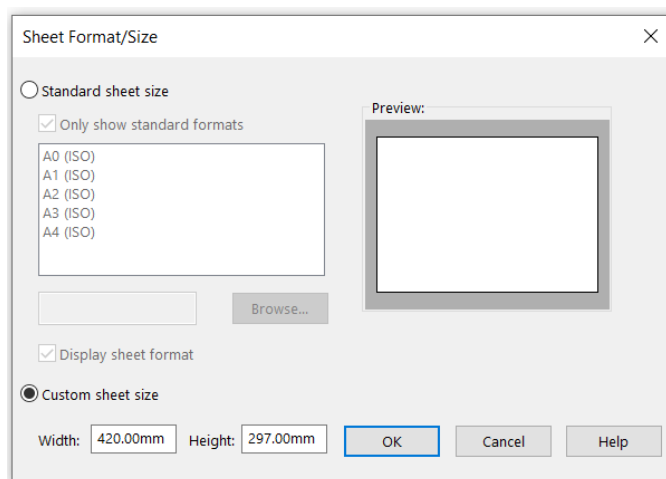 Sheet Format/Size
Standard sheet size
Only show standard formats
Preview:
A0 (ISO)
A1 (ISO)
A2 (ISO)
A3 (ISO)
A4 (ISO)
Browse...
Display sheet format
Custom sheet size
Width: 420.00mm Height: 297.00mm OK Cancel Help